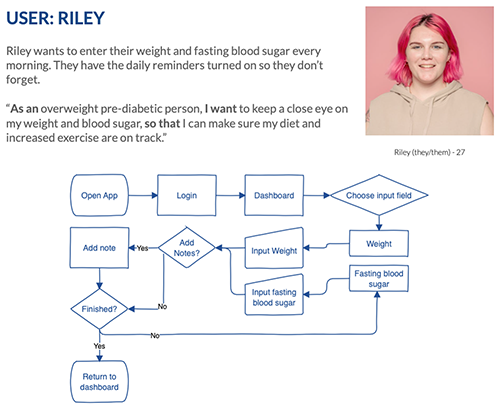 USER: RILEY
Riley wants to enter their weight and fasting blood sugar every
morning. They have the daily reminders turned on so they don't
forget.
“As an overweight pre-diabetic person, I want to keep a close eye on
my weight and blood sugar, so that I can make sure my diet and
increased exercise are on track.”
Riley (they/them) - 27
Open App
Login
Dashboard
Choose input field
Add note
Yes
Add
Notes?
Input Weight
Weight
Input fasting
blood sugar
Fasting blood
sugar
No
Finished?
No
Yes
Return to
dashboard